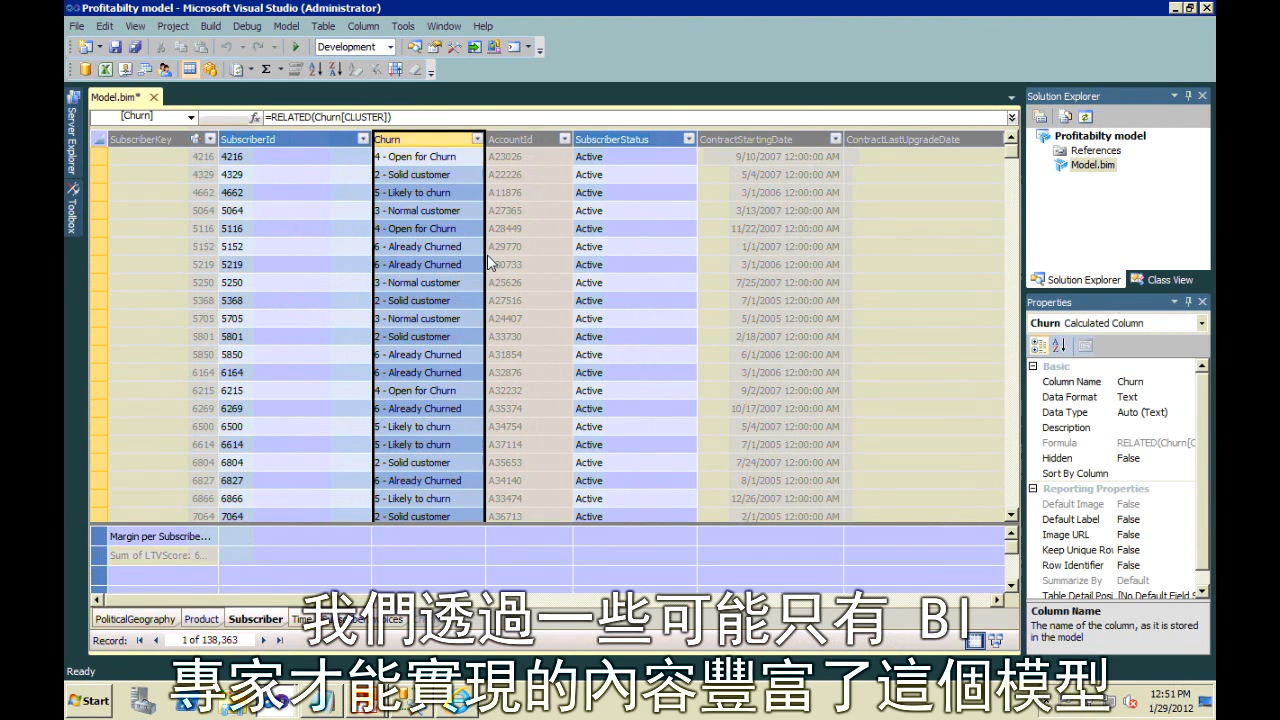 Profitabilty model - Microsoft Visual Studio (Administrator)
File Edit View Project Build Debug Model Table Column Tools Window Help
Development
Model.bim*
[Churn] fx =RELATED(Churn[CLUSTER])
SubscriberKey SubscriberId Churn AccountId SubscriberStatus ContractStartingDate ContractLastUpgradeDate
4216 4216 4 - Open for Churn A23026 Active 9/10/2007 12:00:00 AM
4329 4329 2 - Solid customer A22226 Active 5/4/2007 12:00:00 AM
4662 4662 5 - Likely to churn A11876 Active 3/1/2006 12:00:00 AM
5064 5064 3 - Normal customer A27365 Active 3/13/2007 12:00:00 AM
5116 5116 4 - Open for Churn A28449 Active 11/22/2007 12:00:00 AM
5152 5152 6 - Already Churned A29770 Active 1/1/2007 12:00:00 AM
5219 5219 6 - Already Churned 0733 Active 3/1/2006 12:00:00 AM
5250 5250 3 - Normal customer A25626 Active 7/25/2007 12:00:00 AM
5368 5368 2 - Solid customer A27516 Active 7/1/2005 12:00:00 AM
5705 5705 3 - Normal customer A24407 Active 5/1/2005 12:00:00 AM
5801 5801 2 - Solid customer A33730 Active 2/18/2007 12:00:00 AM
5850 5850 6 - Already Churned A31854 Active 6/1/2006 12:00:00 AM
6164 6164 6 - Already Churned A32876 Active 3/1/2006 12:00:00 AM
6215 6215 4 - Open for Churn A32232 Active 9/2/2007 12:00:00 AM
6269 6269 6 - Already Churned A35374 Active 10/17/2007 12:00:00 AM
6500 6500 5 - Likely to churn A34754 Active 5/4/2007 12:00:00 AM
6614 6614 5 - Likely to churn A37114 Active 7/1/2005 12:00:00 AM
6804 6804 2 - Solid customer A35653 Active 7/24/2007 12:00:00 AM
6827 6827 6 - Already Churned A34140 Active 8/1/2005 12:00:00 AM
6866 6866 5 - Likely to churn A33474 Active 12/26/2007 12:00:00 AM
7064 7064 2 - Solid customer A36713 Active 2/1/2005 12:00:00 AM
Margin per Subscribe...
Sum of LTVScore: 6...
PoliticalGeography Product Subscriber
Record: 1 of 138,363
Ready
Start
12:51 PM
1/29/2012
Server Explorer
Toolbox
Solution Explorer
Profitabilty model
References
Model.bim
Solution Explorer Class View
Properties
Churn Calculated Column
Basic
Column Name Churn
Data Format Text
Data Type Auto (Text)
Description
Formula RELATED(Churn[C
Hidden False
Sort By Column
Reporting Properties
Default Image False
Default Label False
Image URL False
Keep Unique Rov False
Row Identifier False
Summarize By Default
Table Detail Posi [No Default Field S
Column Name
The name of the column, as it is stored
in the model
我們透過一些可能只有 BI
專家才能實現的內容豐富了這個模型